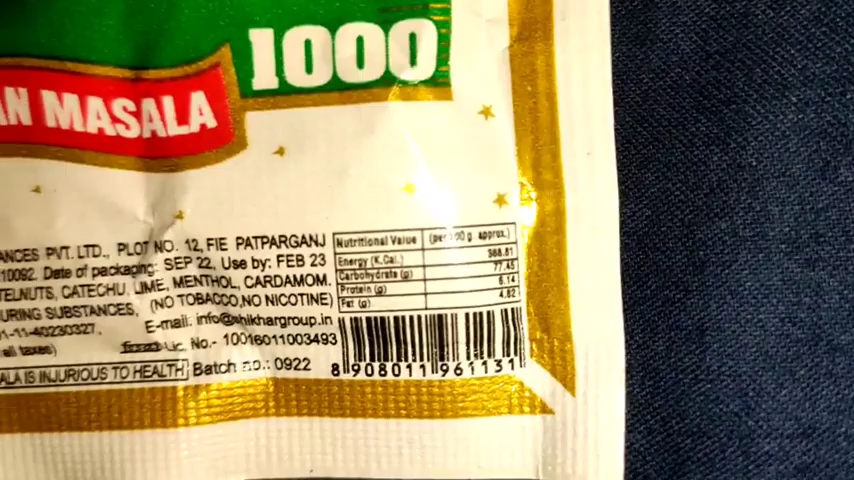 1000
AN MASALA
ANCES PVT. LTD., PLOT NO. 12, FIE PATPARGANJ
10092. Date of packaging: SEP 22, Use by: FEB 23
TELNUTS, CATECHU, LIME, MENTHOL, CARDAMOM.
URING SUBSTANCES, (NO TOBACCO, NO NICOTINE)
01-11-40230327, E-mail: info@shikhargroup.in
all taxes) Lic. No.- 10016011003493
ALA IS INJURIOUS TO HEALTH Batch no.: 0922
Nutritional Value (per 100 g. approx.)
Energy (K.Cal.) 368.81
Carbohydrate (g) 77.45
Protein (g) 6.14
Fat (g) 4.82
8 908011 961131